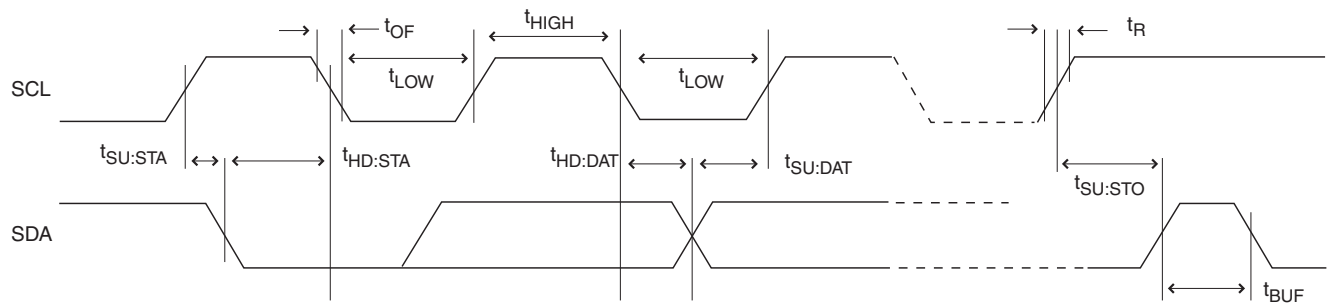 tOF
tHIGH
tR
SCL
tLOW
tLOW
tSU:STA
tHD:STA
tHD:DAT
tSU:DAT
tSU:STO
SDA
tBUF